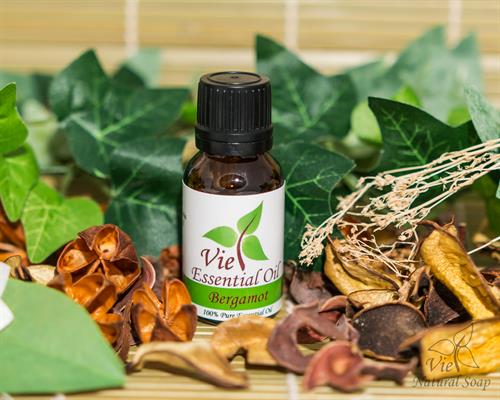 Vie
Essential Oil
Bergamot
100% Pure Essential Oil
Vie
Natural Soap